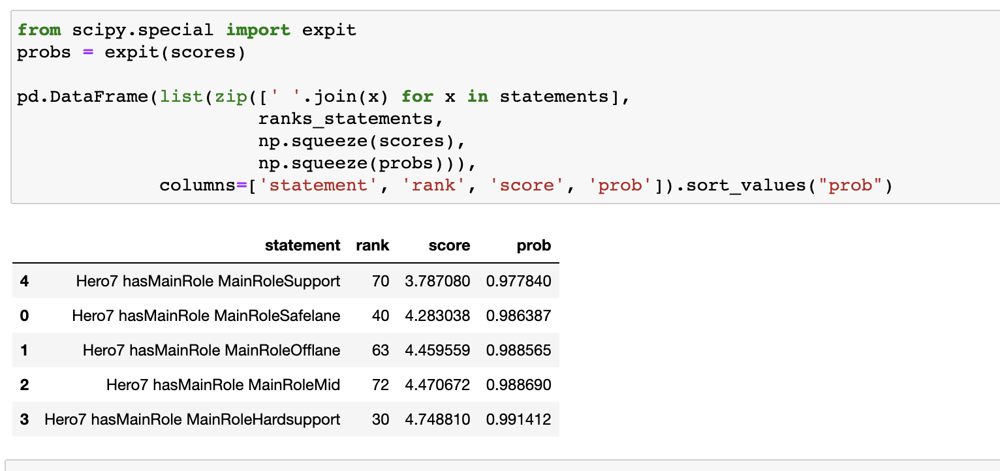 from scipy.special import expit
probs = expit(scores)
pd.DataFrame(list(zip([' '.join(x) for x in statements],
ranks_statements,
np.squeeze(scores),
np.squeeze(probs))),
columns=['statement', 'rank', 'score', 'prob']).sort_values("prob")
statement rank score prob
4 Hero7 hasMainRole MainRoleSupport 70 3.787080 0.977840
0 Hero7 hasMainRole MainRoleSafelane 40 4.283038 0.986387
1 Hero7 hasMainRole MainRoleOfflane 63 4.459559 0.988565
2 Hero7 hasMainRole MainRoleMid 72 4.470672 0.988690
3 Hero7 hasMainRole MainRoleHardsupport 30 4.748810 0.991412